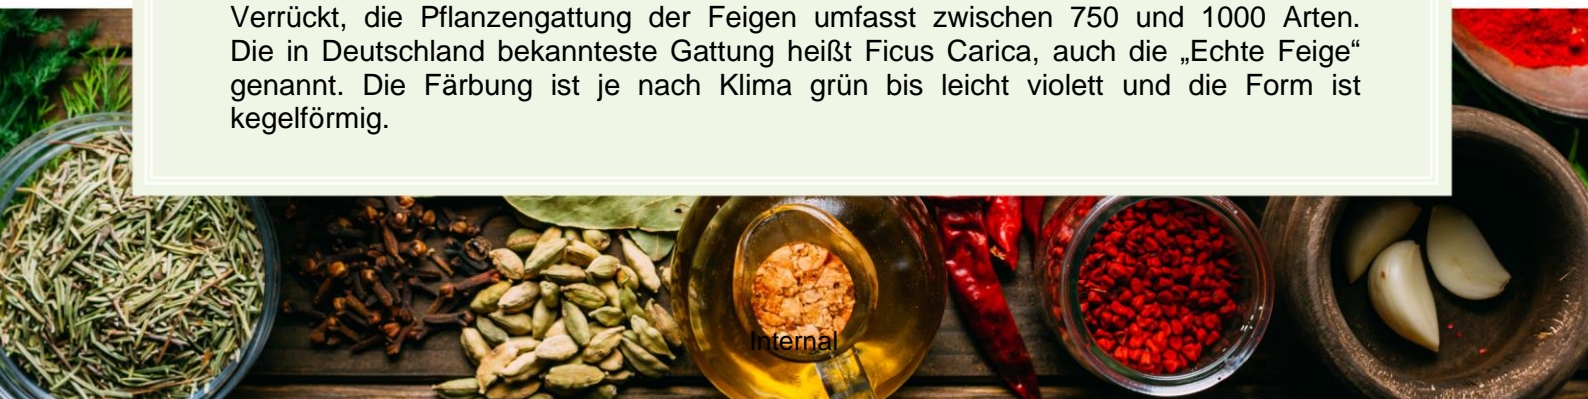 Verrückt, die Pflanzengattung der Feigen umfasst zwischen 750 und 1000 Arten.
Die in Deutschland bekannteste Gattung heißt Ficus Carica, auch die „Echte Feige“
genannt. Die Färbung ist je nach Klima grün bis leicht violett und die Form ist
kegelförmig.
Internal